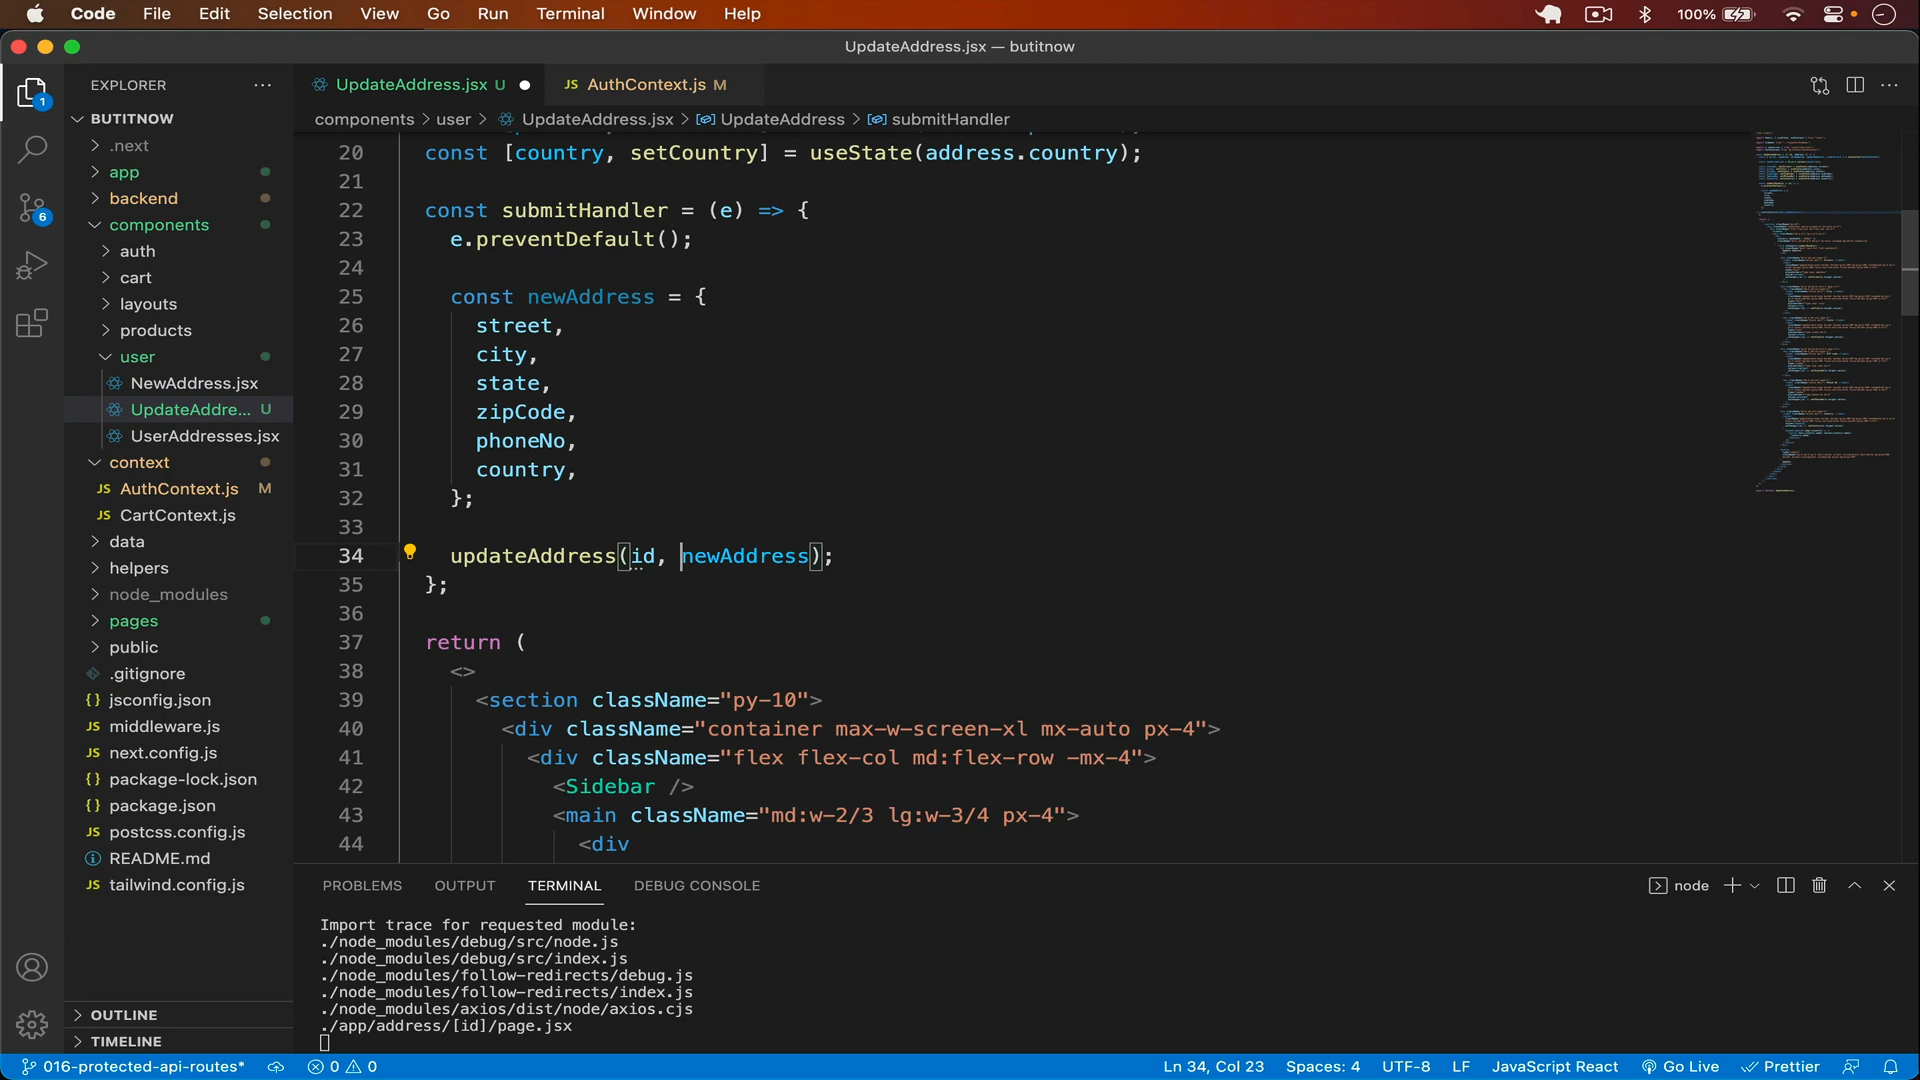 Code File Edit Selection View Go Run Terminal Window Help 100%
UpdateAddress.jsx — butitnow
EXPLORER
UpdateAddress.jsx U
JS AuthContext.js M
components > user > UpdateAddress.jsx > UpdateAddress > submitHandler
1
6
BUTITNOW
.next
app
backend
components
auth
cart
layouts
products
user
NewAddress.jsx
UpdateAddre... U
UserAddresses.jsx
context
JS AuthContext.js M
JS CartContext.js
data
helpers
node_modules
pages
public
.gitignore
{} jsconfig.json
JS middleware.js
JS next.config.js
{} package-lock.json
{} package.json
JS postcss.config.js
README.md
JS tailwind.config.js
OUTLINE
TIMELINE
20 const [country, setCountry] = useState(address.country);
21
22 const submitHandler = (e) => {
23 e.preventDefault();
24
25 const newAddress = {
26 street,
27 city,
28 state,
29 zipCode,
30 phoneNo,
31 country,
32 };
33
34 updateAddress(id, newAddress);
35 };
36
37 return (
38 <>
39 <section className="py-10">
40 <div className="container max-w-screen-xl mx-auto px-4">
41 <div className="flex flex-col md:flex-row -mx-4">
42 <Sidebar />
43 <main className="md:w-2/3 lg:w-3/4 px-4">
44 <div
PROBLEMS OUTPUT TERMINAL DEBUG CONSOLE node
Import trace for requested module:
./node_modules/debug/src/node.js
./node_modules/debug/src/index.js
./node_modules/follow-redirects/debug.js
./node_modules/follow-redirects/index.js
./node_modules/axios/dist/node/axios.cjs
./app/address/[id]/page.jsx
016-protected-api-routes* 0 0 Ln 34, Col 23 Spaces: 4 UTF-8 LF JavaScript React Go Live Prettier